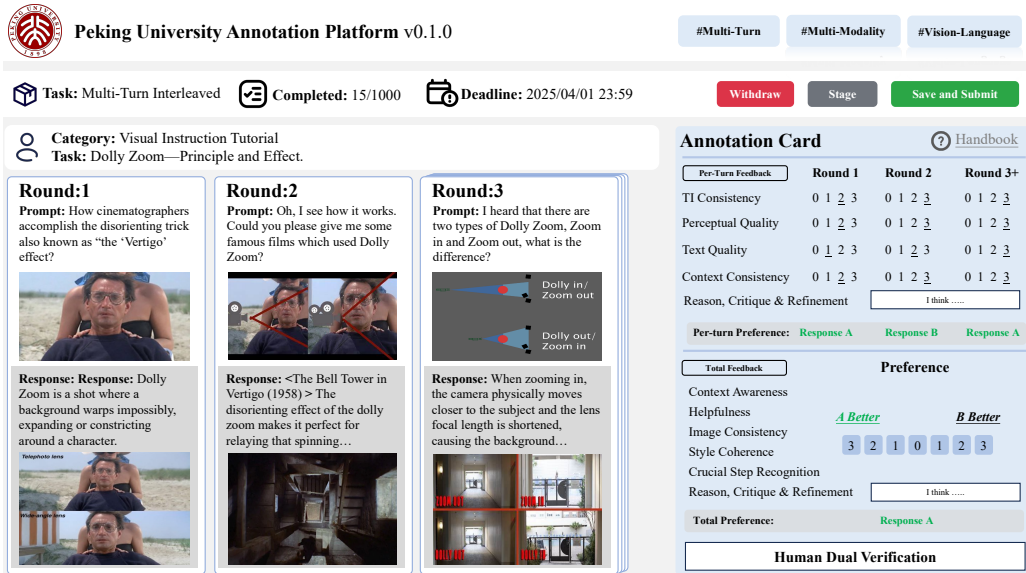 PEKING UNIVERSITY
1898
Peking University Annotation Platform v0.1.0
#Multi-Turn
#Multi-Modality
#Vision-Language
Task: Multi-Turn Interleaved
Completed: 15/1000
Deadline: 2025/04/01 23:59
Withdraw
Stage
Save and Submit
Category: Visual Instruction Tutorial
Task: Dolly Zoom—Principle and Effect.
Round:1
Prompt: How cinematographers
accomplish the disorienting trick
also known as “the ‘Vertigo’
effect?
Response: Response: Dolly
Zoom is a shot where a
background warps impossibly,
expanding or constricting
around a character.
Telephoto lens
Wide-angle lens
Round:2
Prompt: Oh, I see how it works.
Could you please give me some
famous films which used Dolly
Zoom?
Response: <The Bell Tower in
Vertigo (1958) > The
disorienting effect of the dolly
zoom makes it perfect for
relaying that spinning…
Round:3
Prompt: I heard that there are
two types of Dolly Zoom, Zoom
in and Zoom out, what is the
difference?
Dolly in/
Zoom out
Dolly out/
Zoom in
Response: When zooming in,
the camera physically moves
closer to the subject and the lens
focal length is shortened,
causing the background…
ZOOM OUT
ZOOM IN
DOLLY OUT
DOLLY IN
Annotation Card
? Handbook
Per-Turn Feedback
Round 1
Round 2
Round 3+
TI Consistency
0 1 2 3
0 1 2 3
0 1 2 3
Perceptual Quality
0 1 2 3
0 1 2 3
0 1 2 3
Text Quality
0 1 2 3
0 1 2 3
0 1 2 3
Context Consistency
0 1 2 3
0 1 2 3
0 1 2 3
Reason, Critique & Refinement
I think …..
Per-turn Preference:
Response A
Response B
Response A
Total Feedback
Preference
Context Awareness
Helpfulness
Image Consistency
Style Coherence
Crucial Step Recognition
A Better
B Better
3 2 1 0 1 2 3
Reason, Critique & Refinement
I think …..
Total Preference:
Response A
Human Dual Verification